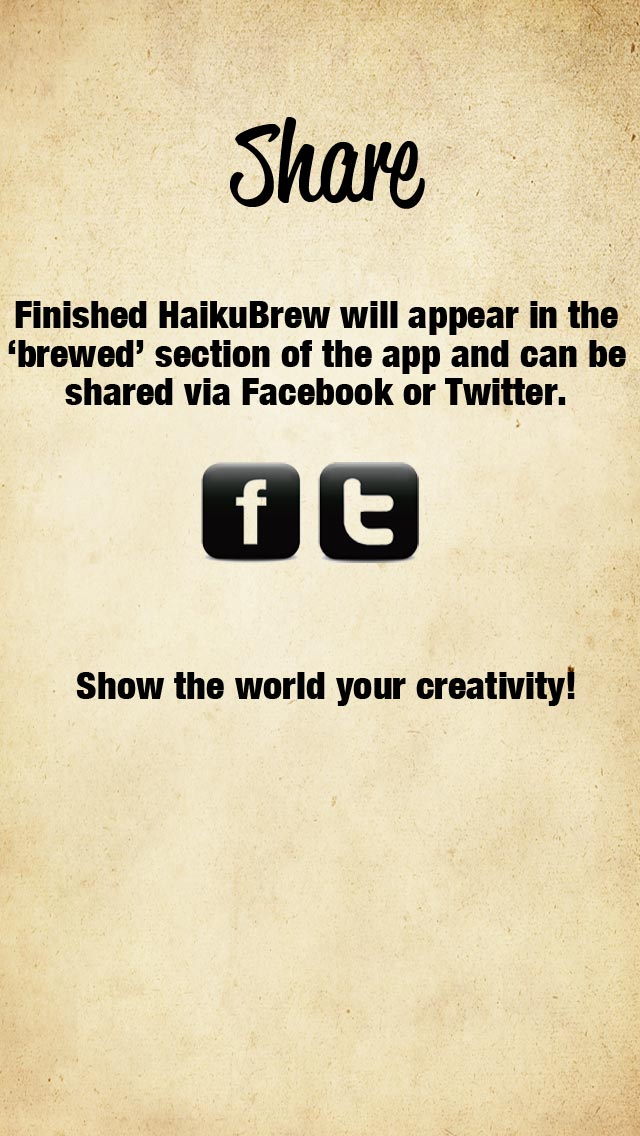 Share
Finished HaikuBrew will appear in the
‘brewed’ section of the app and can be
shared via Facebook or Twitter.
f t
Show the world your creativity!